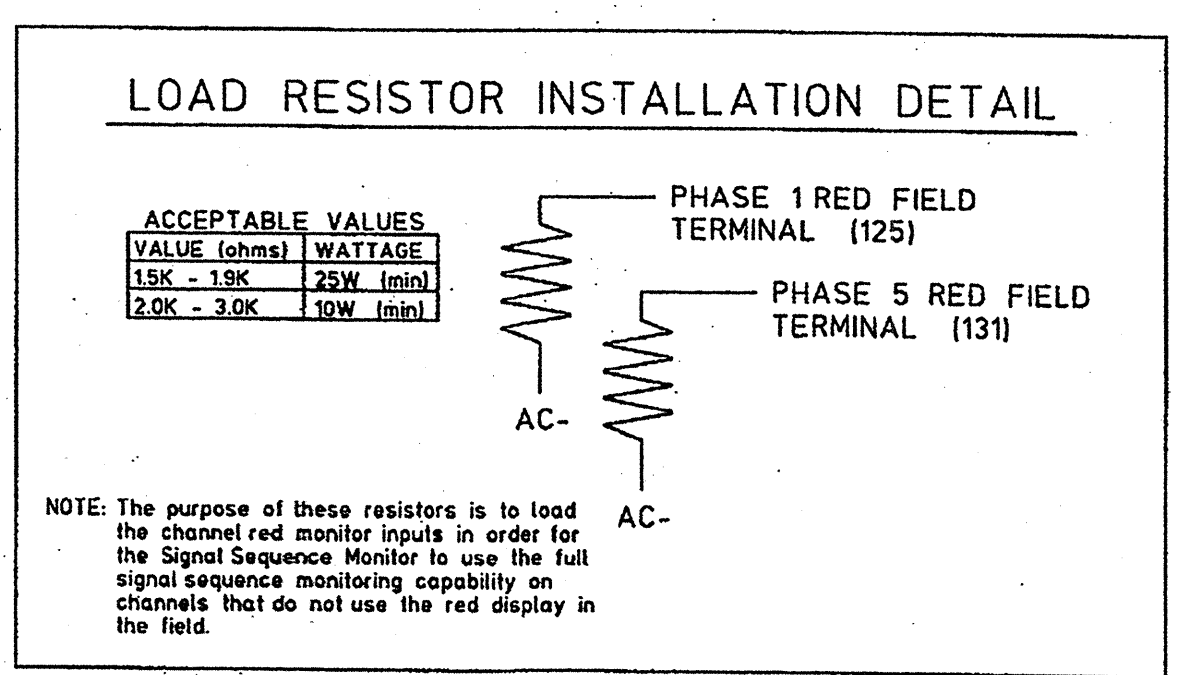 LOAD RESISTOR INSTALLATION DETAIL
ACCEPTABLE VALUES
VALUE (ohms) WATTAGE
1.5K - 1.9K 25W (min)
2.0K - 3.0K 10W (min)
PHASE 1 RED FIELD
TERMINAL (125)
PHASE 5 RED FIELD
TERMINAL (131)
AC-
AC-
NOTE: The purpose of these resistors is to load
the channel red monitor inputs in order for
the Signal Sequence Monitor to use the full
signal sequence monitoring capability on
channels that do not use the red display in
the field.